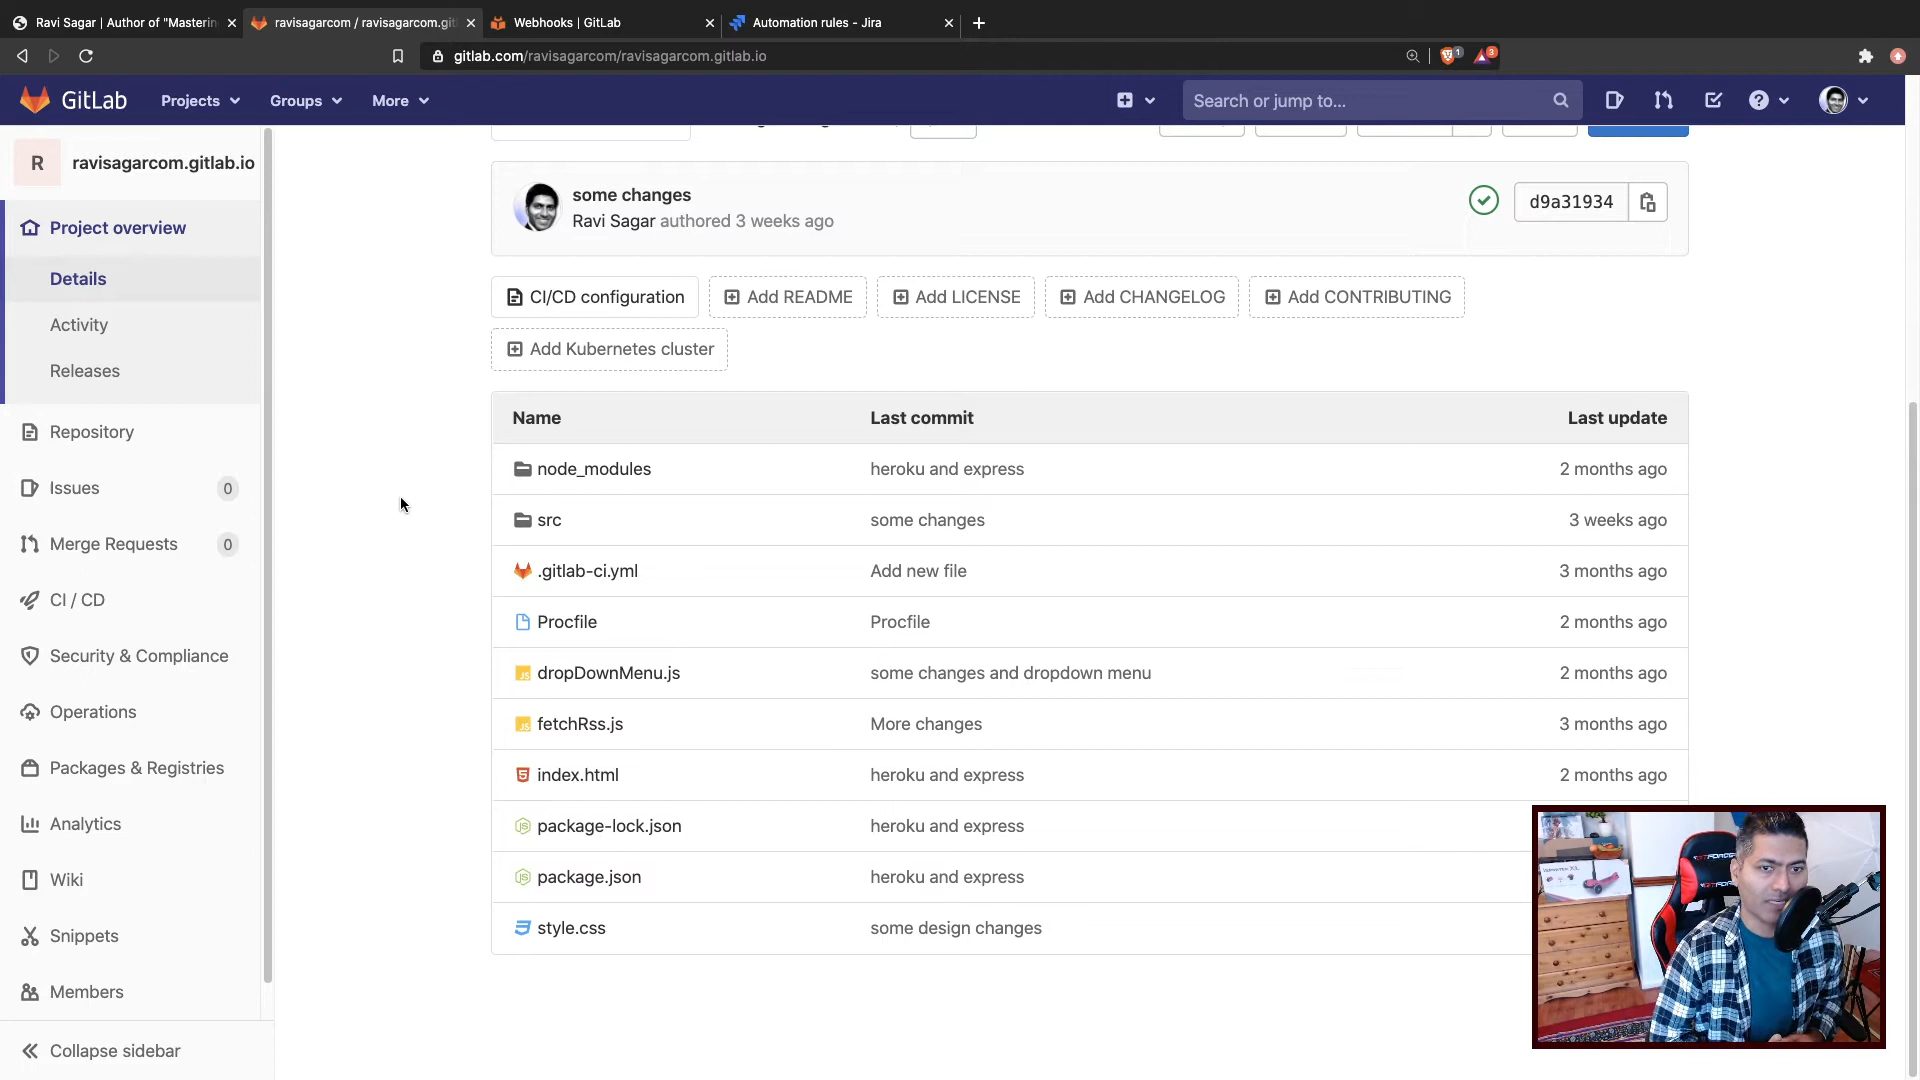 Ravi Sagar | Author of "Masterin
ravisagarcom / ravisagarcom.git
Webhooks | GitLab
Automation rules - Jira
gitlab.com/ravisagarcom/ravisagarcom.gitlab.io
1
3
GitLab
Projects
Groups
More
Search or jump to...
R
ravisagarcom.gitlab.io
Project overview
Details
Activity
Releases
Repository
Issues 0
Merge Requests 0
CI / CD
Security & Compliance
Operations
Packages & Registries
Analytics
Wiki
Snippets
Members
Collapse sidebar
some changes
Ravi Sagar authored 3 weeks ago
d9a31934
CI/CD configuration
Add README
Add LICENSE
Add CHANGELOG
Add CONTRIBUTING
Add Kubernetes cluster
Name Last commit Last update
node_modules heroku and express 2 months ago
src some changes 3 weeks ago
.gitlab-ci.yml Add new file 3 months ago
Procfile Procfile 2 months ago
dropDownMenu.js some changes and dropdown menu 2 months ago
fetchRss.js More changes 3 months ago
index.html heroku and express 2 months ago
package-lock.json heroku and express
package.json heroku and express
style.css some design changes